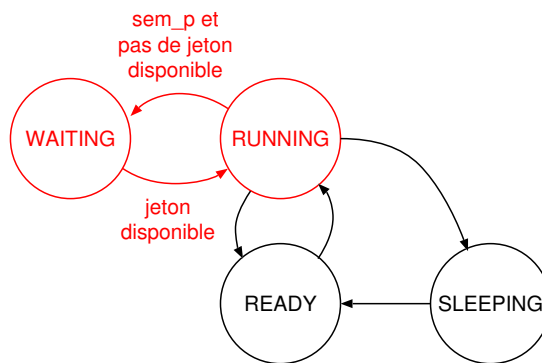 sem_p et
pas de jeton
disponible
WAITING
RUNNING
jeton
disponible
READY
SLEEPING